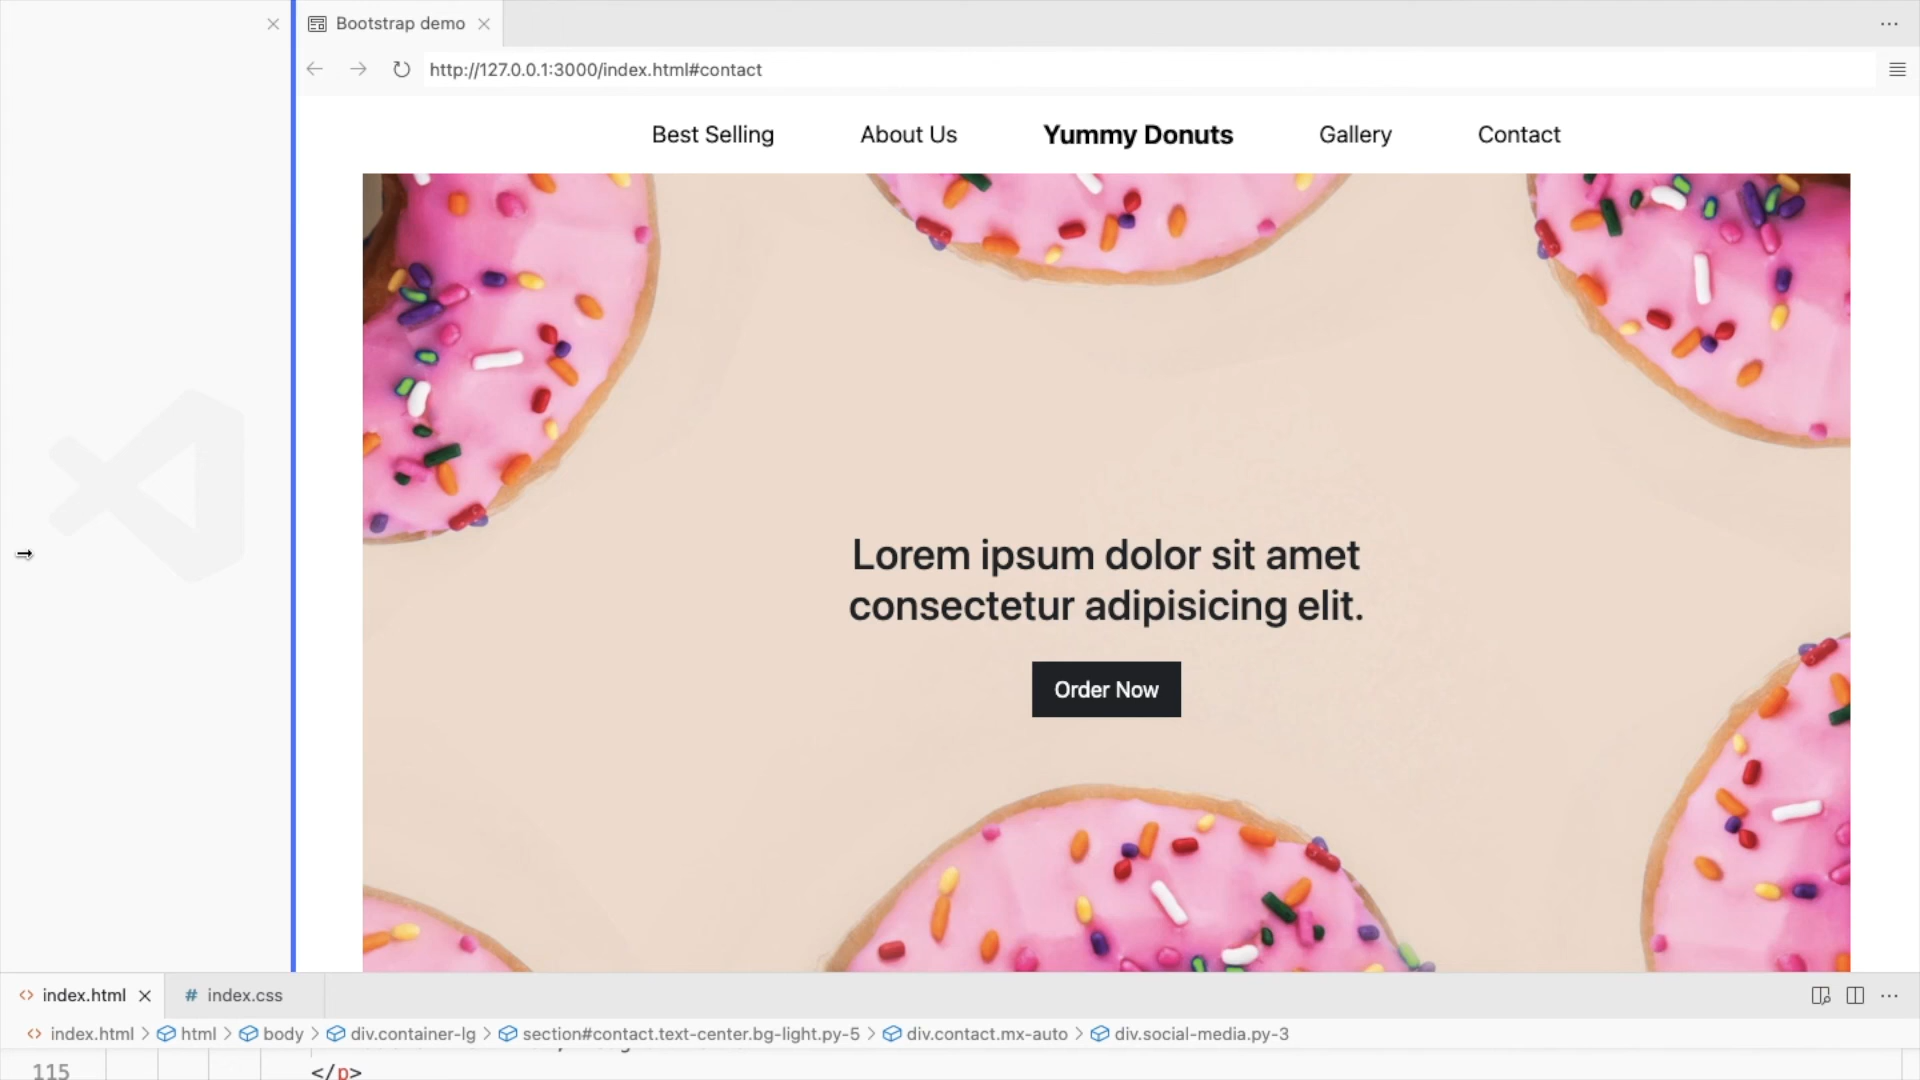 Bootstrap demo
http://127.0.0.1:3000/index.html#contact
Best Selling About Us Yummy Donuts Gallery Contact
Lorem ipsum dolor sit amet
consectetur adipisicing elit.
Order Now
index.html # index.css
index.html > html > body > div.container-lg > section#contact.text-center.bg-light.py-5 > div.contact.mx-auto > div.social-media.py-3
115 </p>